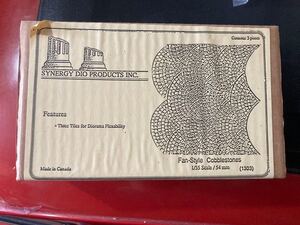 Contains 3 pieces
SYNERGY DIO PRODUCTS INC.
Features
• Three Tiles for Diorama Flexability
Fan-Style Cobblestones
1/35 Scale / 54 mm
Made in Canada
(1303)